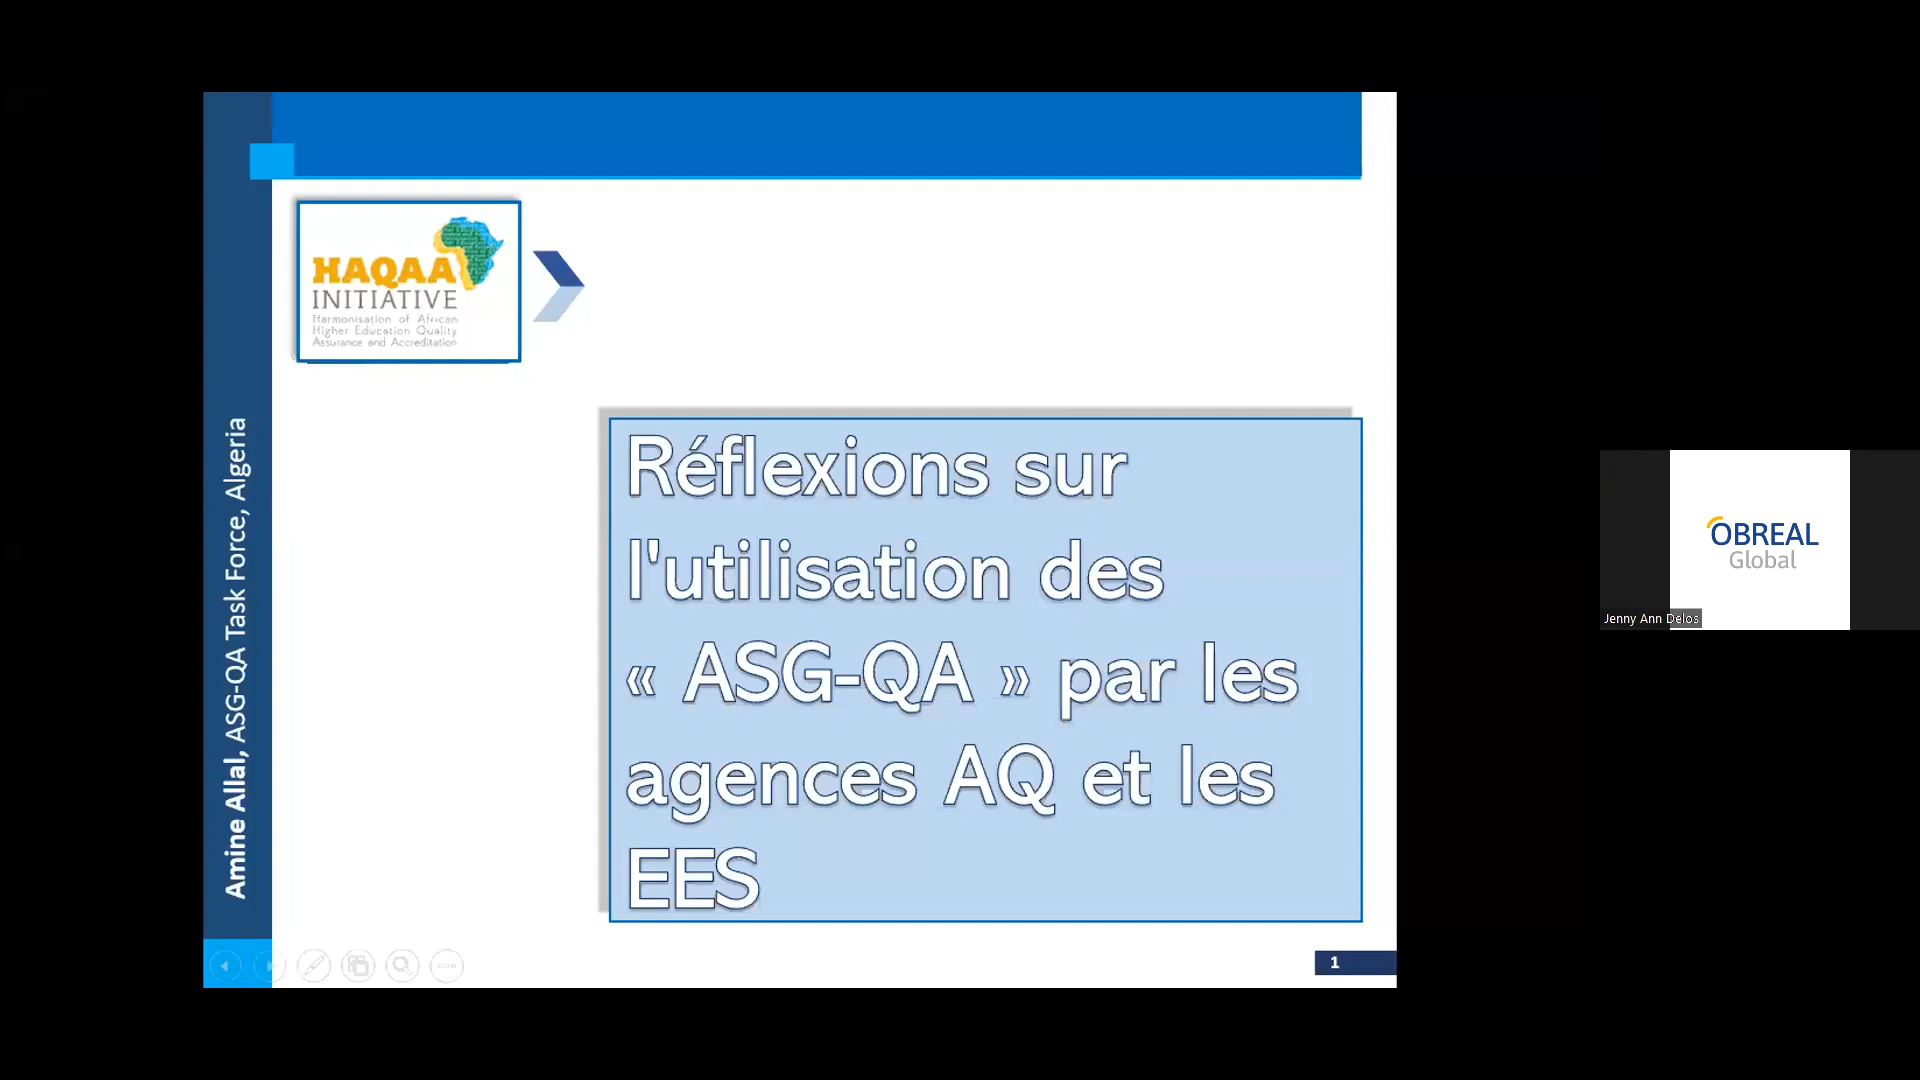 HAQAA
INITIATIVE
Harmonisation of African
Higher Education Quality
Assurance and Accreditation
Amine Allal, ASG-QA Task Force, Algeria
Réflexions sur
l'utilisation des
« ASG-QA » par les
agences AQ et les
EES
1
OBREAL
Global
Jenny Ann Delos